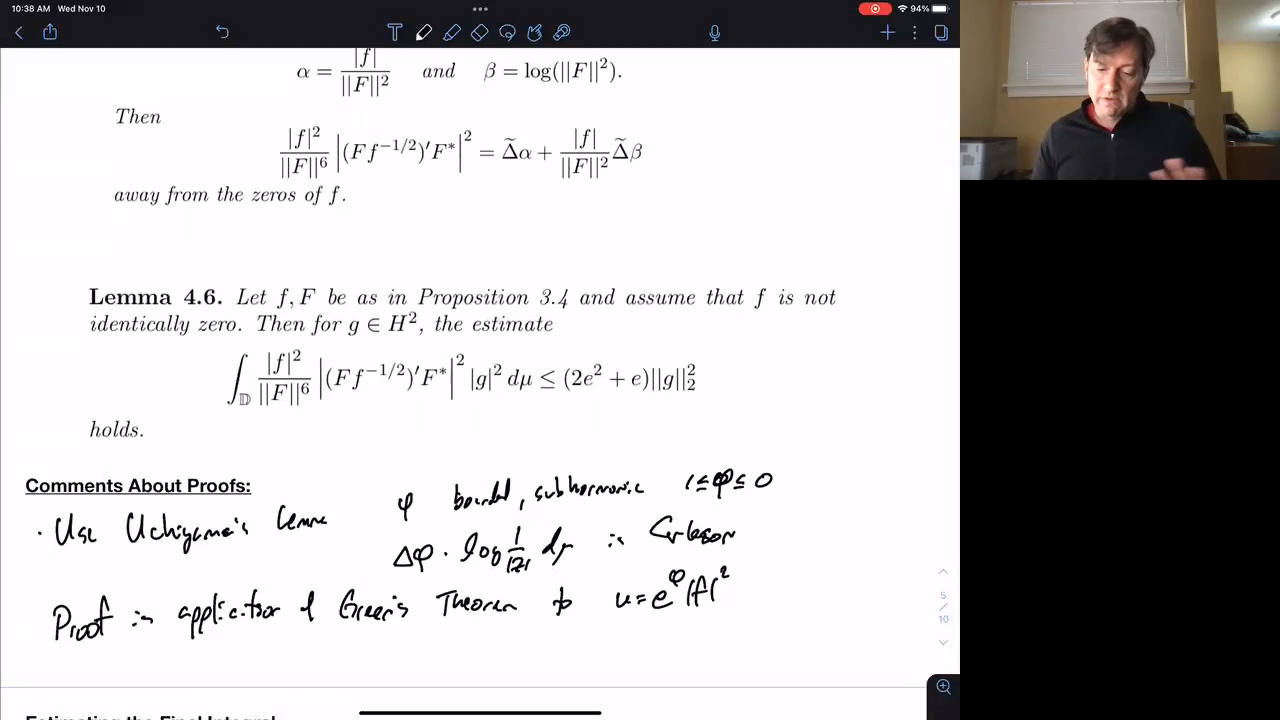 10:38 AM Wed Nov 10
94%
α = |f| / ||F||² and β = log(||F||²).
Then
|f|² / ||F||⁶ |(Ff^{-1/2})′F*|² = Δ̃α + |f| / ||F||² Δ̃β
away from the zeros of f.
Lemma 4.6. Let f, F be as in Proposition 3.4 and assume that f is not
identically zero. Then for g ∈ H², the estimate
∫_𝔻 |f|² / ||F||⁶ |(Ff^{-1/2})′F*|² |g|² dμ ≤ (2e² + e)||g||₂²
holds.
Comments About Proofs:
· Use Uchiyama's Lemma φ bounded, subharmonic 1 ≤ φ ≤ 0
Δφ · log 1/|z| dμ is Carleson
Proof is application of Green's Theorem to u = e^φ |f|²
5
/
10
Estimating the Final Integral